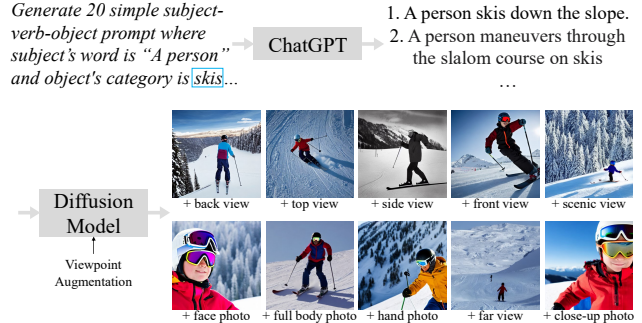 Generate 20 simple subject-
verb-object prompt where
subject's word is “A person”
and object's category is skis...
ChatGPT
1. A person skis down the slope.
2. A person maneuvers through
the slalom course on skis
...
Diffusion
Model
Viewpoint
Augmentation
+ back view
+ top view
+ side view
+ front view
+ scenic view
+ face photo
+ full body photo
+ hand photo
+ far view
+ close-up photo